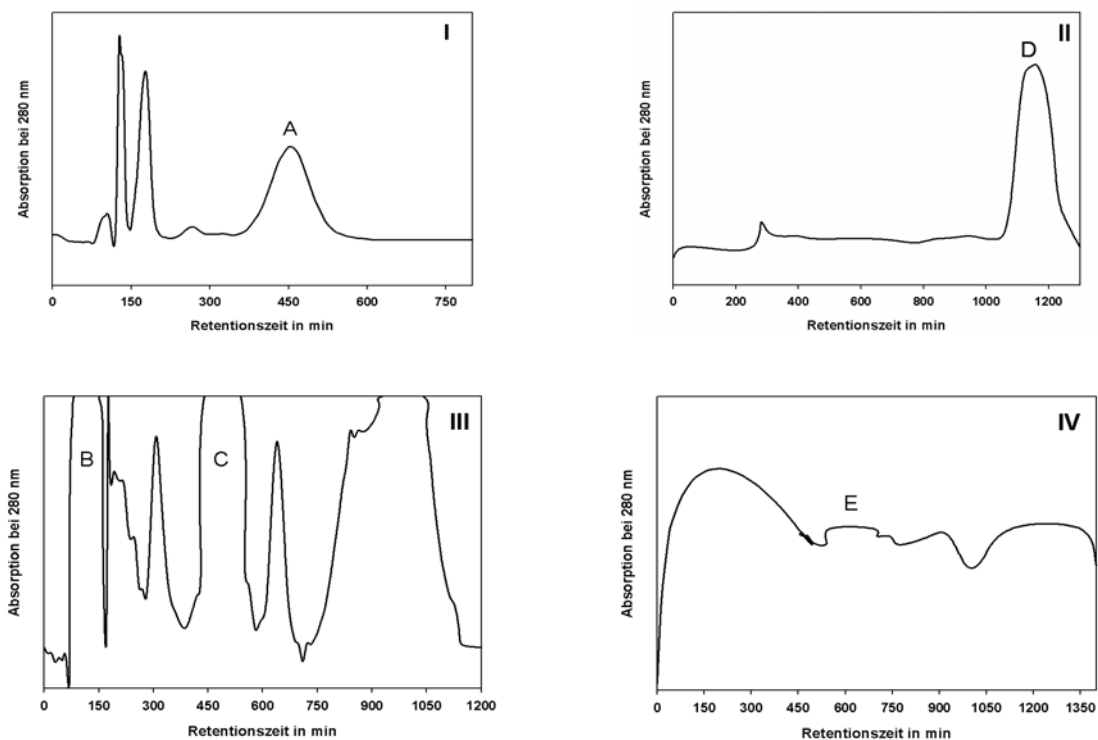 I
A
Absorption bei 280 nm
0 150 300 450 600 750
Retentionszeit in min
II
D
Absorption bei 280 nm
0 200 400 600 800 1000 1200
Retentionszeit in min
III
B C
Absorption bei 280 nm
0 150 300 450 600 750 900 1050 1200
Retentionszeit in min
IV
E
Absorption bei 280 nm
0 150 300 450 600 750 900 1050 1200 1350
Retentionszeit in min